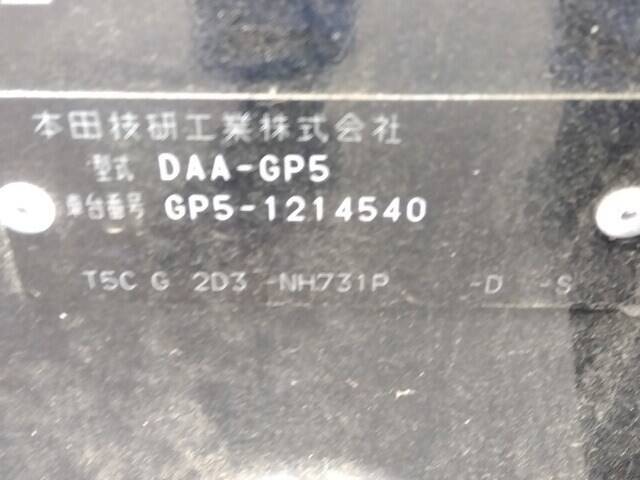 本田技研工業株式会社
型式 DAA-GP5
車台番号 GP5-1214540
T5C G 2D3 -NH731P -D -S